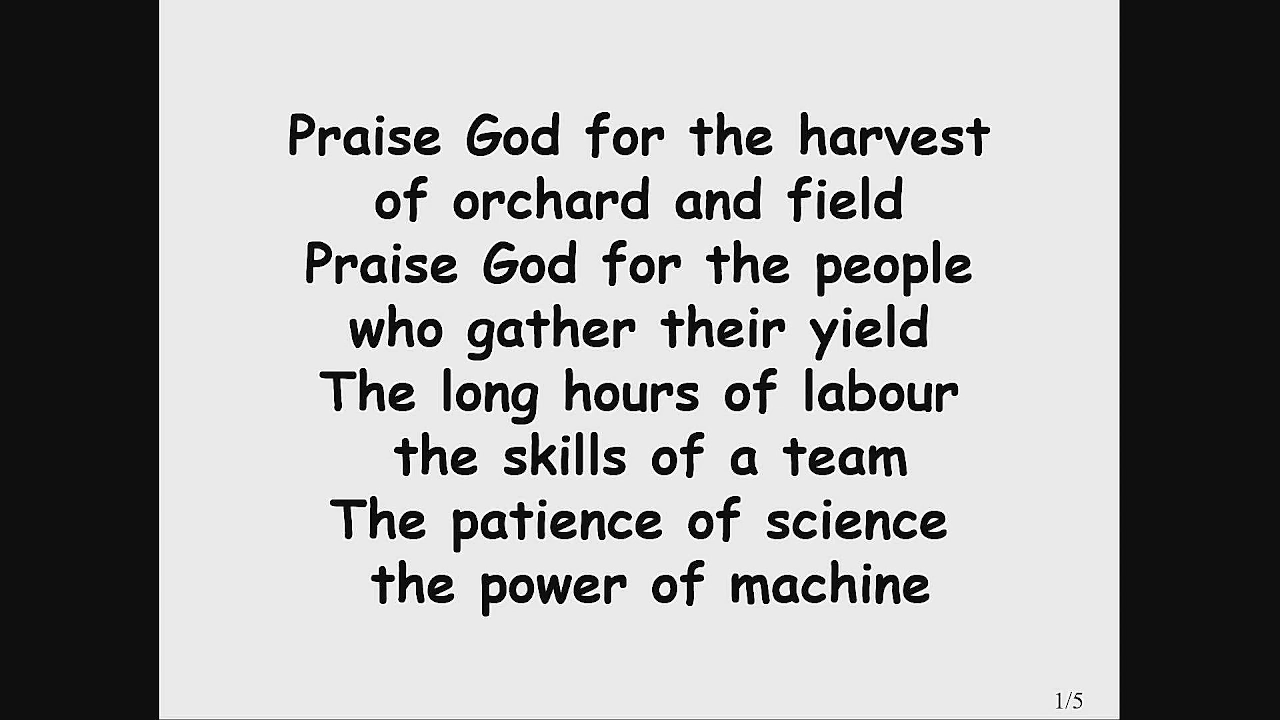 Praise God for the harvest
of orchard and field
Praise God for the people
who gather their yield
The long hours of labour
the skills of a team
The patience of science
the power of machine
1/5